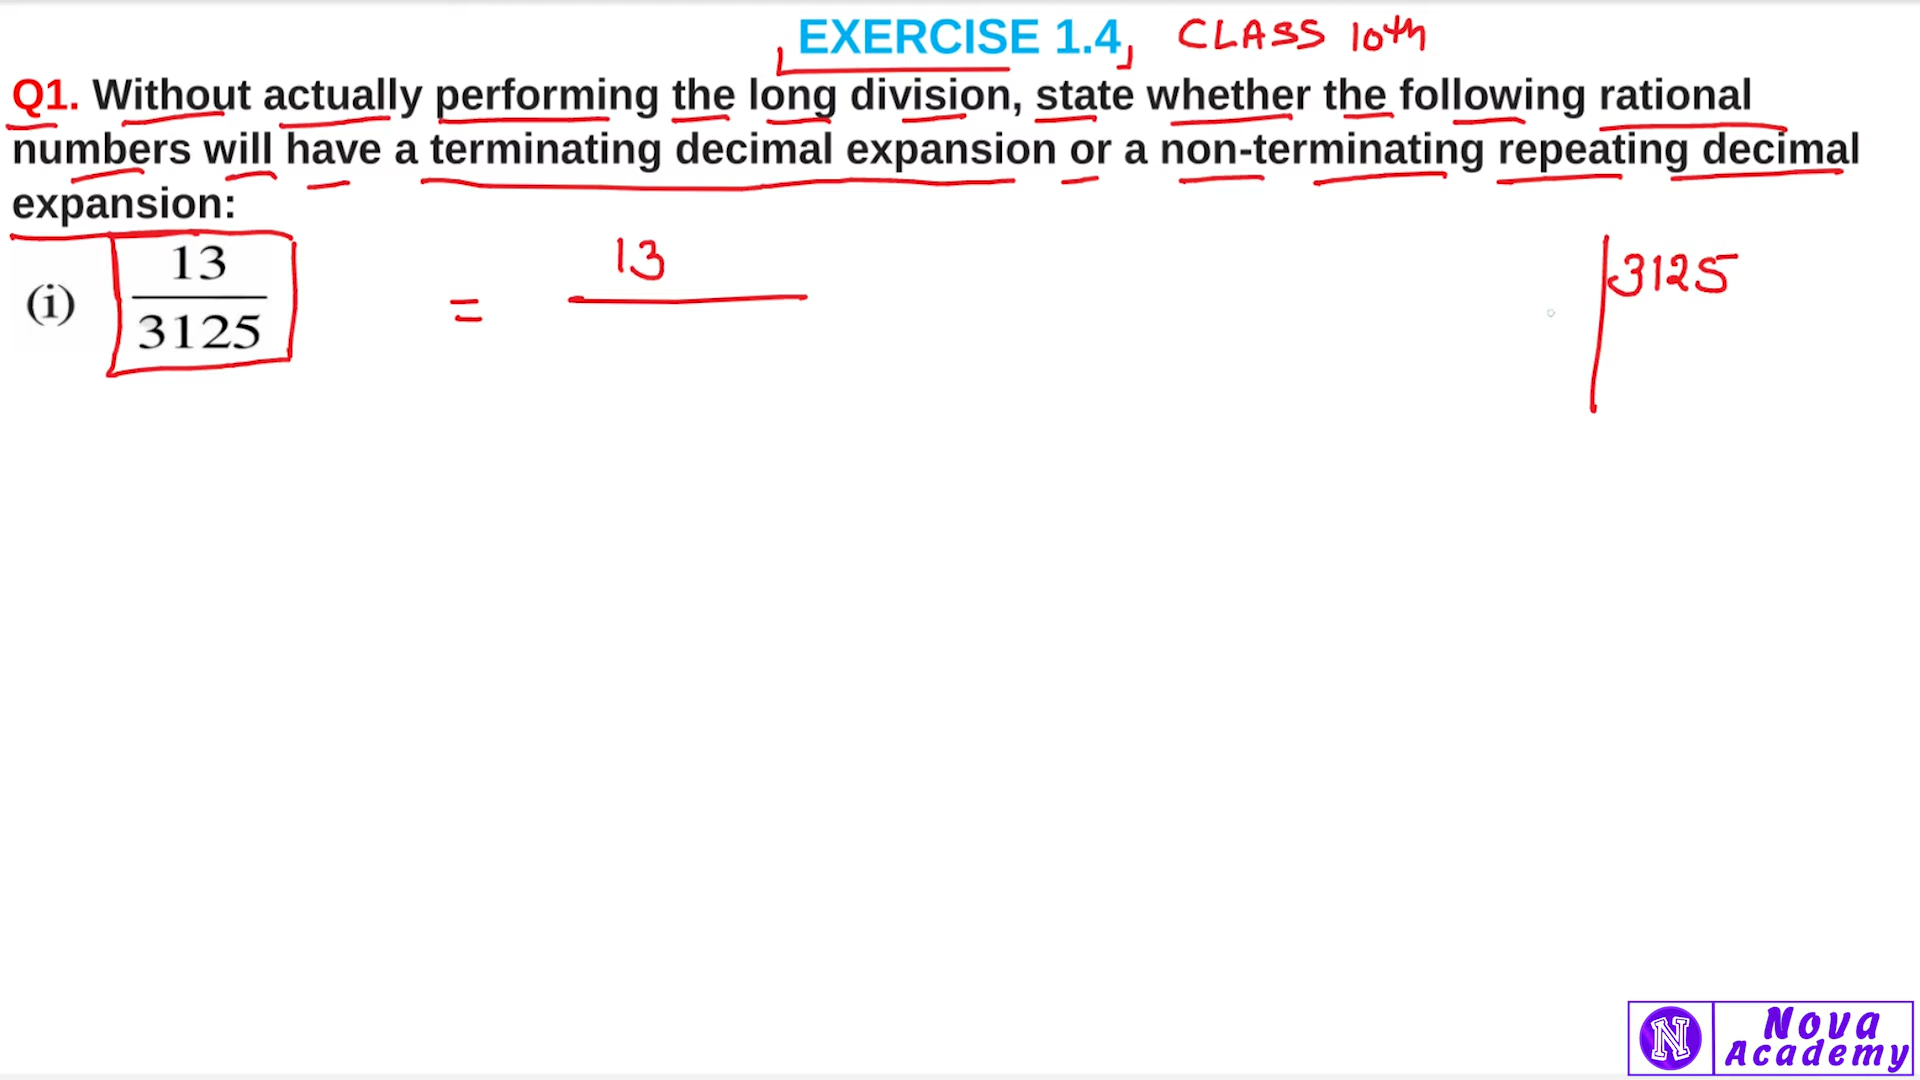 EXERCISE 1.4, CLASS 10th
Q1. Without actually performing the long division, state whether the following rational
numbers will have a terminating decimal expansion or a non-terminating repeating decimal
expansion:
(i) 13/3125 = 13/
3125
N Nova
Academy